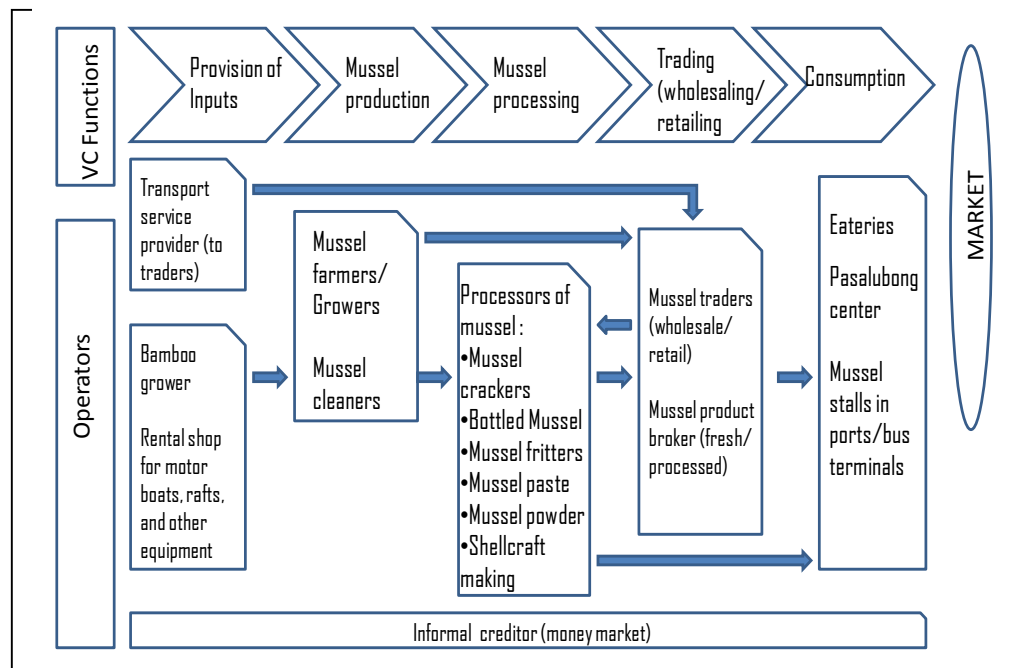 VC Functions
Provision of
Inputs
Mussel
production
Mussel
processing
Trading
(wholesaling/
retailing
Consumption
MARKET
Operators
Transport
service
provider (to
traders)
Bamboo
grower
Rental shop
for motor
boats, rafts,
and other
equipment
Mussel
farmers/
Growers
Mussel
cleaners
Processors of
mussel :
•Mussel
crackers
•Bottled Mussel
•Mussel fritters
•Mussel paste
•Mussel powder
•Shellcraft
making
Mussel traders
(wholesale/
retail)
Mussel product
broker (fresh/
processed)
Eateries
Pasalubong
center
Mussel
stalls in
ports/bus
terminals
Informal creditor (money market)